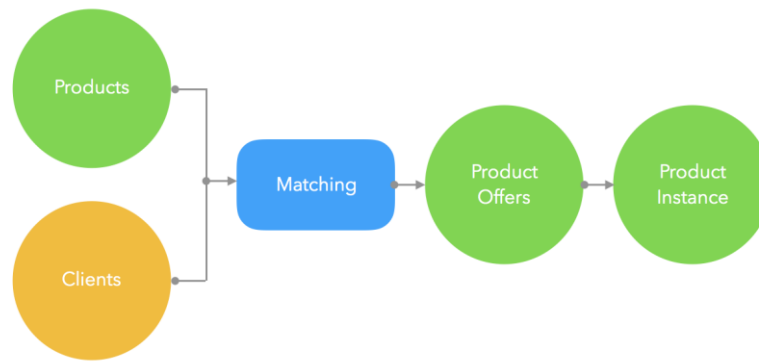 Products
Clients
Matching
Product
Offers
Product
Instance